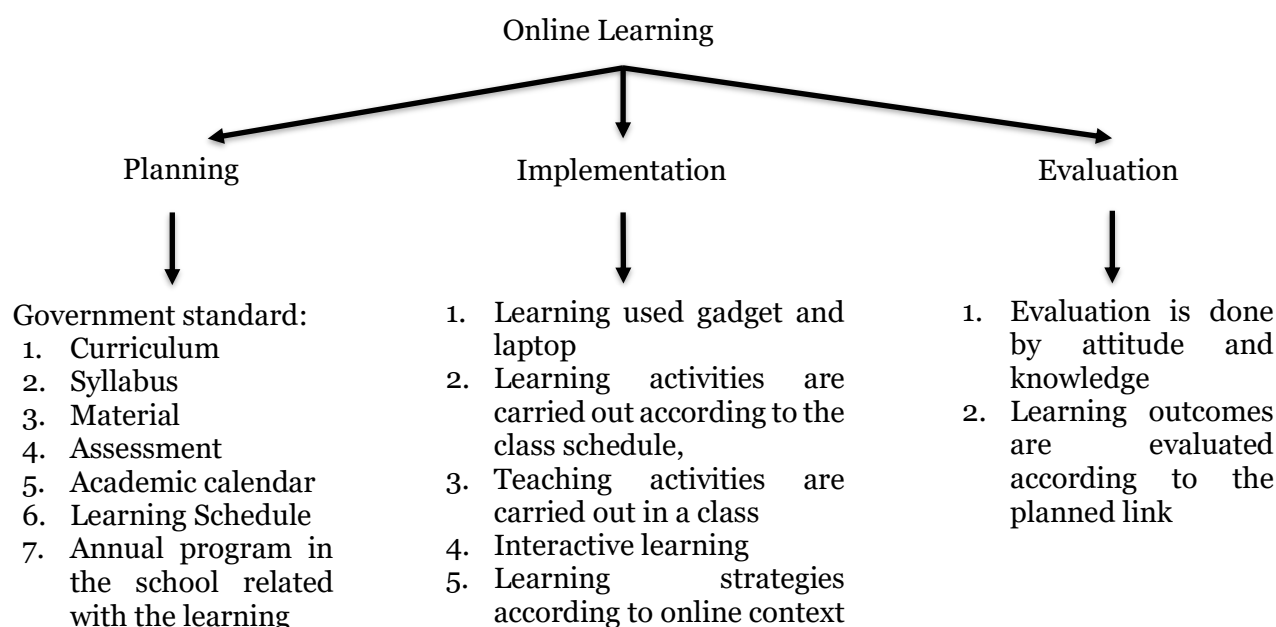 Online Learning
Planning
Implementation
Evaluation
Government standard:
1. Curriculum
2. Syllabus
3. Material
4. Assessment
5. Academic calendar
6. Learning Schedule
7. Annual program in
the school related
with the learning
1. Learning used gadget and
laptop
2. Learning activities are
carried out according to the
class schedule,
3. Teaching activities are
carried out in a class
4. Interactive learning
5. Learning strategies
according to online context
1. Evaluation is done
by attitude and
knowledge
2. Learning outcomes
are evaluated
according to the
planned link